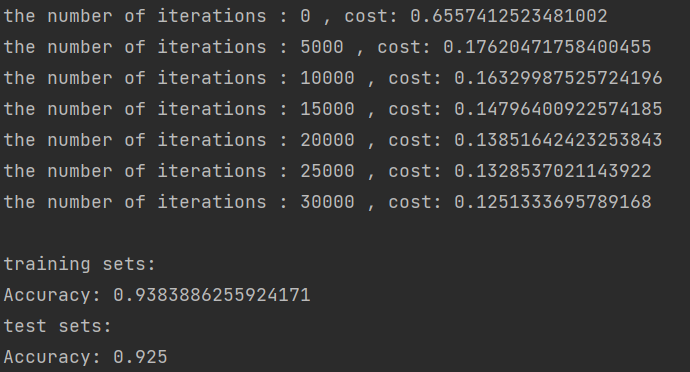 the number of iterations : 0 , cost: 0.6557412523481002
the number of iterations : 5000 , cost: 0.17620471758400455
the number of iterations : 10000 , cost: 0.16329987525724196
the number of iterations : 15000 , cost: 0.14796400922574185
the number of iterations : 20000 , cost: 0.13851642423253843
the number of iterations : 25000 , cost: 0.1328537021143922
the number of iterations : 30000 , cost: 0.1251333695789168
training sets:
Accuracy: 0.9383886255924171
test sets:
Accuracy: 0.925